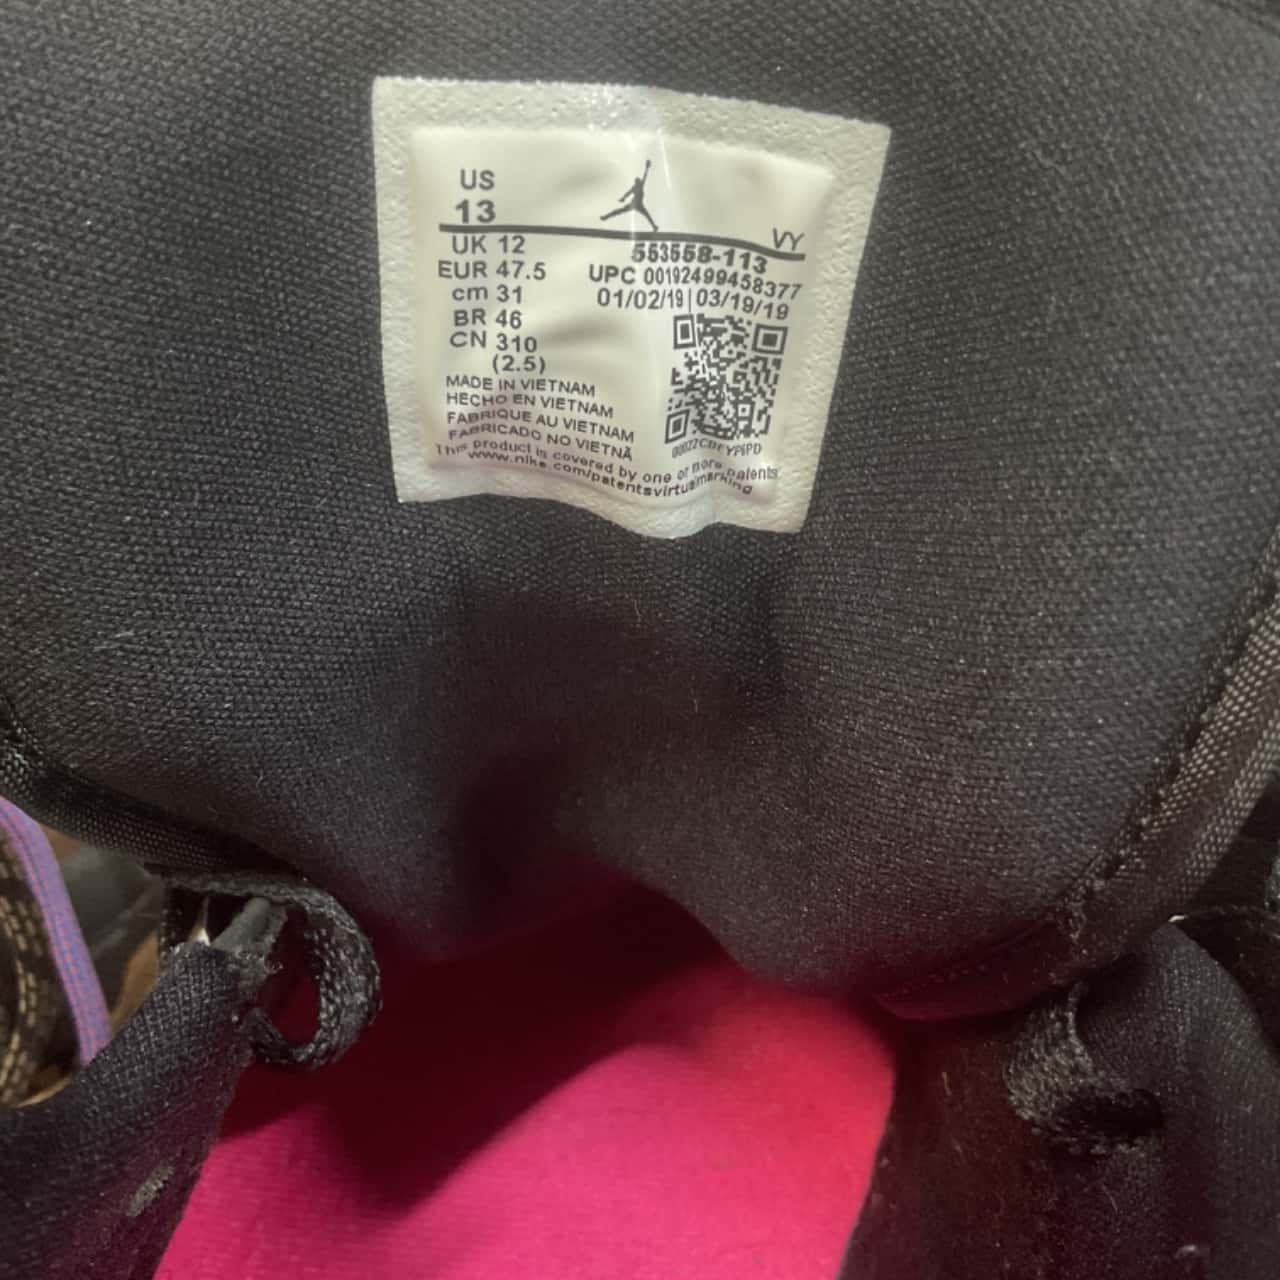 US
13
VY
UK 12
EUR 47.5
cm 31
BR 46
CN 310
(2.5)
553558-113
UPC 00192499458377
01/02/19 | 03/19/19
MADE IN VIETNAM
HECHO EN VIETNAM
FABRIQUE AU VIETNAM
FABRICADO NO VIETNÃ
This product is covered by one or more patents
www.nike.com/patentsvirtualmarking